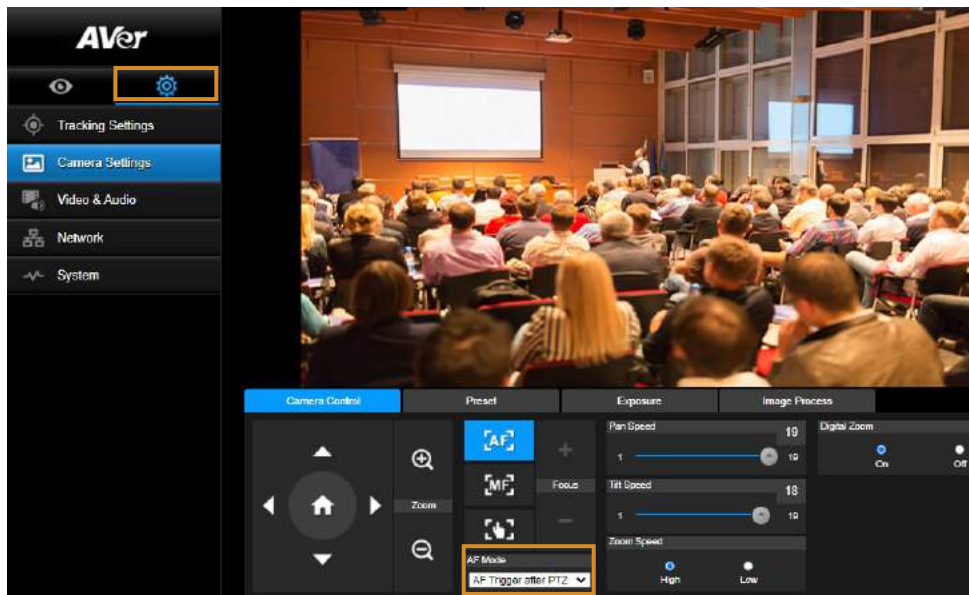 AVer
Tracking Settings
Camera Settings
Video & Audio
Network
System
Camera Control
Preset
Exposure
Image Process
[AF]
[MF]
Zoom
Focus
AF Mode
AF Trigger after PTZ
Pan Speed
19
1
19
Tilt Speed
18
1
19
Zoom Speed
High
Low
Digital Zoom
On
Off